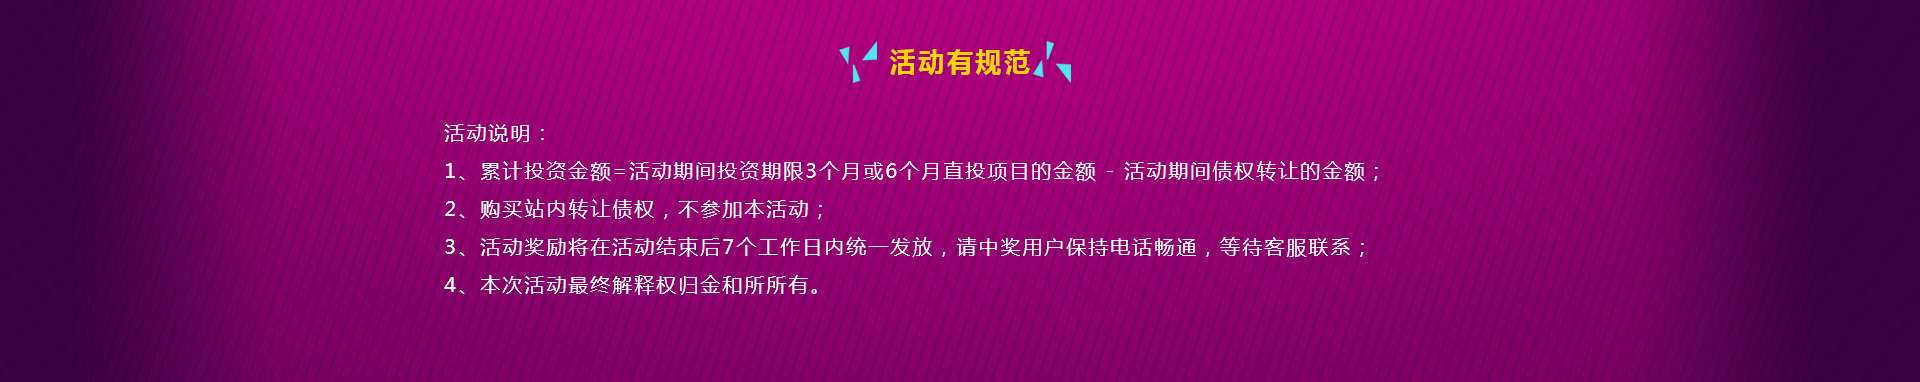 活动有规范
活动说明：
1、累计投资金额=活动期间投资期限3个月或6个月直投项目的金额 - 活动期间债权转让的金额；
2、购买站内转让债权，不参加本活动；
3、活动奖励将在活动结束后7个工作日内统一发放，请中奖用户保持电话畅通，等待客服联系；
4、本次活动最终解释权归金和所所有。